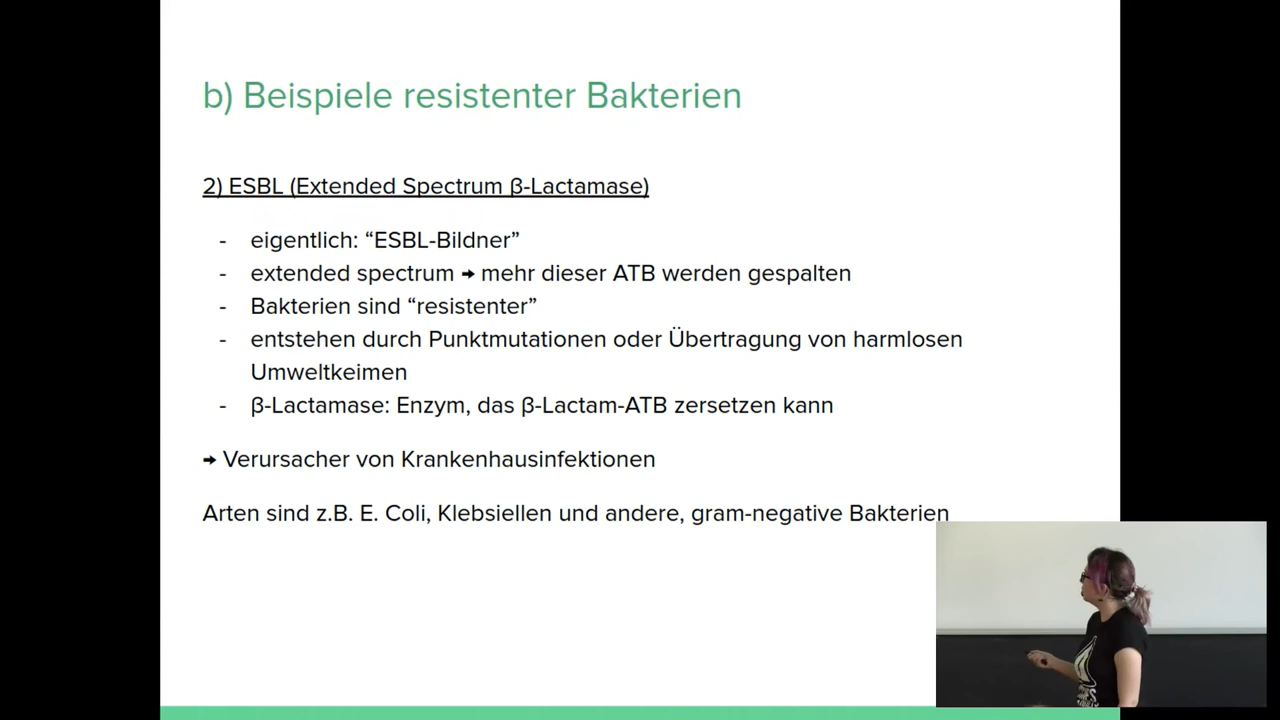 b) Beispiele resistenter Bakterien
2) ESBL (Extended Spectrum β-Lactamase)
- eigentlich: “ESBL-Bildner”
- extended spectrum → mehr dieser ATB werden gespalten
- Bakterien sind “resistenter”
- entstehen durch Punktmutationen oder Übertragung von harmlosen
Umweltkeimen
- β-Lactamase: Enzym, das β-Lactam-ATB zersetzen kann
→ Verursacher von Krankenhausinfektionen
Arten sind z.B. E. Coli, Klebsiellen und andere, gram-negative Bakterien